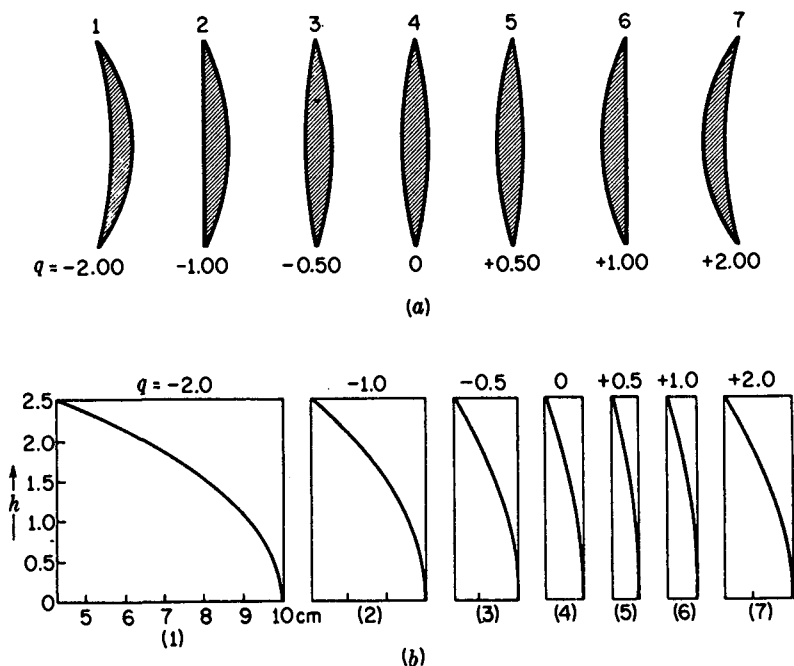 1 2 3 4 5 6 7
q = -2.00 -1.00 -0.50 0 +0.50 +1.00 +2.00
(a)
q = -2.0 -1.0 -0.5 0 +0.5 +1.0 +2.0
2.5
2.0
1.5
h
1.0
0.5
0
5 6 7 8 9 10 cm (2) (3) (4) (5) (6) (7)
(1)
(b)